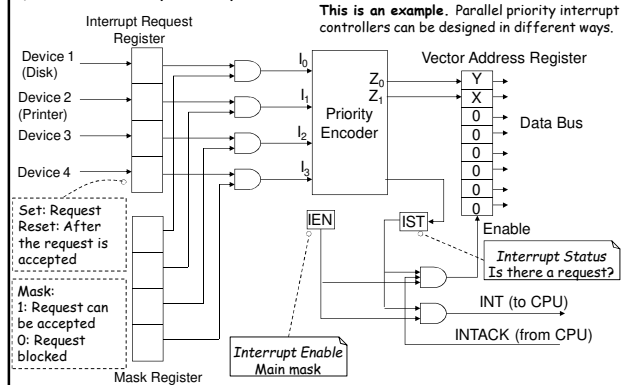 This is an example. Parallel priority interrupt
controllers can be designed in different ways.
Interrupt Request
Register
Vector Address Register
Device 1
(Disk)
Device 2
(Printer)
Device 3
Device 4
I0
I1
I2
I3
Priority
Encoder
Z0
Z1
Y
X
0
0
0
0
0
0
Data Bus
Set: Request
Reset: After
the request is
accepted
Mask:
1: Request can
be accepted
0: Request
blocked
IEN
IST
Enable
Interrupt Status
Is there a request?
INT (to CPU)
INTACK (from CPU)
Interrupt Enable
Main mask
Mask Register